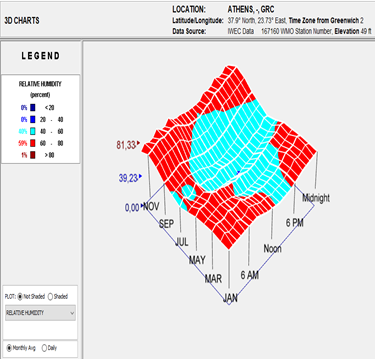 3D CHARTS
LOCATION: ATHENS, -, GRC
Latitude/Longitude: 37.9° North, 23.73° East, Time Zone from Greenwich 2
Data Source: IWEC Data 167160 WMO Station Number, Elevation 49 ft
LEGEND
RELATIVE HUMIDITY
(percent)
0% < 20
0% 20 - 40
40 - 60
59% 60 - 80
1% > 80
81,33
39,23
0,00
NOV
SEP
JUL
MAY
MAR
JAN
6 AM
Noon
6 PM
Midnight
PLOT: Not Shaded Shaded
RELATIVE HUMIDITY
Monthly Avg. Daily